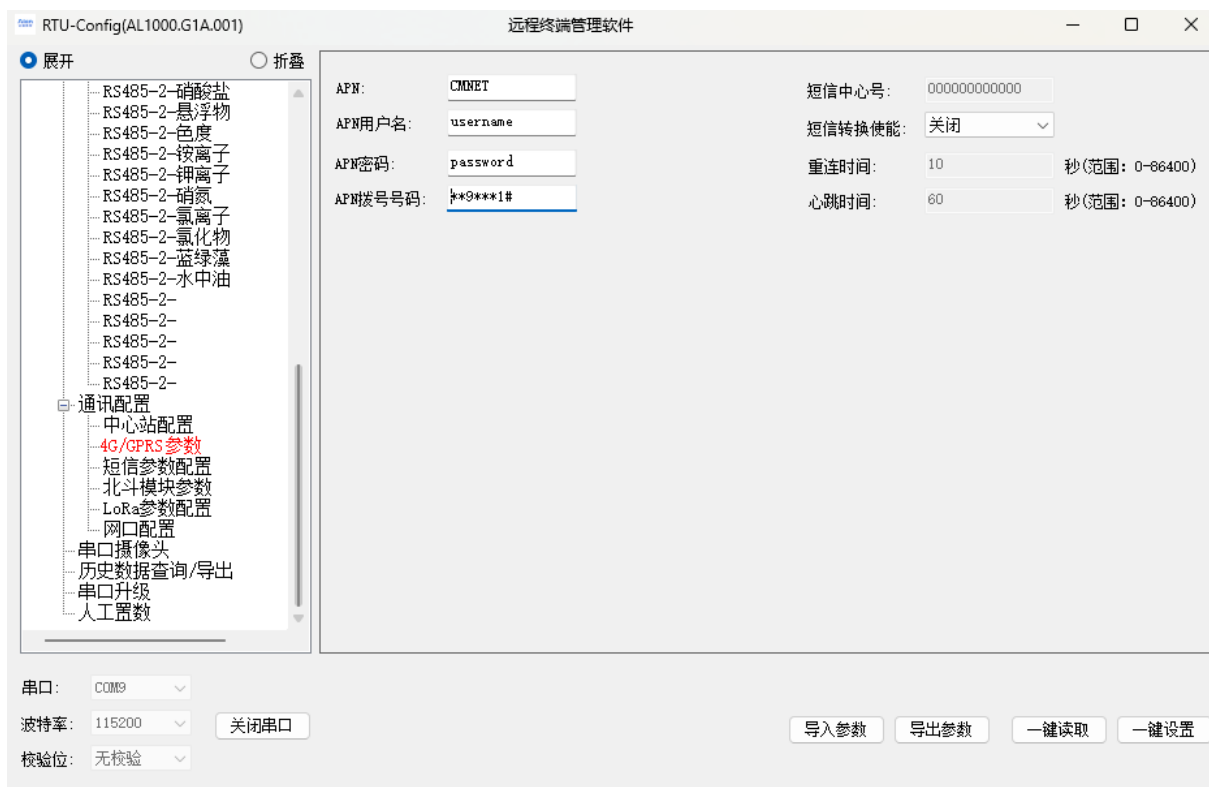 RTU-Config(AL1000.G1A.001) 远程终端管理软件
展开 折叠
RS485-2-硝酸盐
RS485-2-悬浮物
RS485-2-色度
RS485-2-铵离子
RS485-2-钾离子
RS485-2-硝氮
RS485-2-氯离子
RS485-2-氯化物
RS485-2-蓝绿藻
RS485-2-水中油
RS485-2-
RS485-2-
RS485-2-
RS485-2-
RS485-2-
通讯配置
中心站配置
4G/GPRS参数
短信参数配置
北斗模块参数
LoRa参数配置
网口配置
串口摄像头
历史数据查询/导出
串口升级
人工置数
APN: CMNET
APN用户名: username
APN密码: password
APN拨号号码: **9***1#
短信中心号: 000000000000
短信转换使能: 关闭
重连时间: 10 秒(范围: 0-86400)
心跳时间: 60 秒(范围: 0-86400)
串口: COM9
波特率: 115200 关闭串口
校验位: 无校验
导入参数 导出参数 一键读取 一键设置